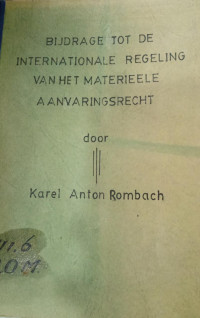 BIJDRAGE TOT DE
INTERNATIONALE REGELING
VAN HET MATERIEELE
AANVARINGSRECHT
door
Karel Anton Rombach